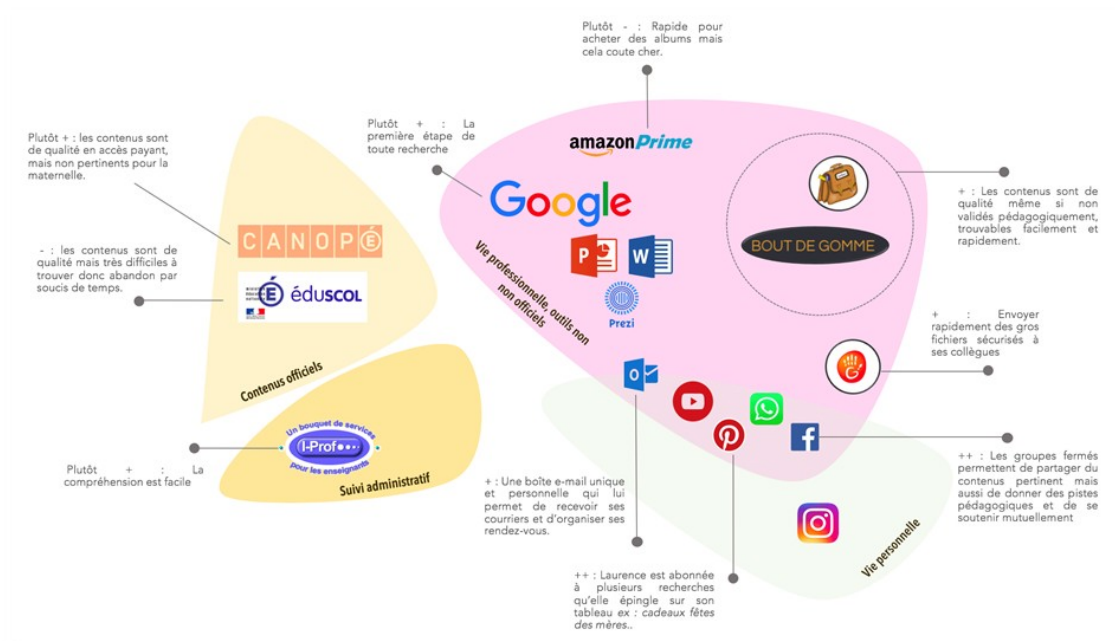 Plutôt - : Rapide pour
acheter des albums mais
cela coute cher.
Plutôt + : La
première étape de
toute recherche
Plutôt + : les contenus sont
de qualité en accès payant,
mais non pertinents pour la
maternelle.
- : les contenus sont de
qualité mais très difficiles à
trouver donc abandon par
soucis de temps.
CANOPÉ
éduscol
Contenus officiels
amazonPrime
Google
P
W
Prezi
Vie professionnelle, outils non
non officiels
BOUT DE GOMME
+ : Les contenus sont de
qualité même si non
validés pédagogiquement,
trouvables facilement et
rapidement.
+ : Envoyer
rapidement des gros
fichiers sécurisés à
ses collègues
G
O
Un bouquet de services
I-Prof
pour les enseignants
Suivi administratif
Plutôt + : La
compréhension est facile
+ : Une boîte e-mail unique
et personnelle qui lui
permet de recevoir ses
courriers et d'organiser ses
rendez-vous.
++ : Les groupes fermés
permettent de partager du
contenus pertinent mais
aussi de donner des pistes
pédagogiques et de se
soutenir mutuellement
Vie personnelle
++ : Laurence est abonnée
à plusieurs recherches
qu'elle épingle sur son
tableau ex : cadeaux fêtes
des mères..